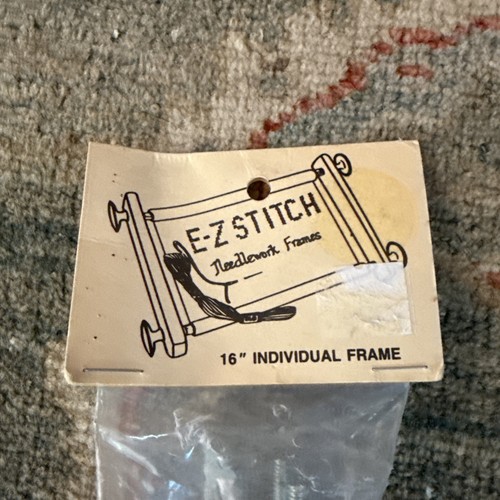 E-Z STITCH
Needlework Frames
16" INDIVIDUAL FRAME